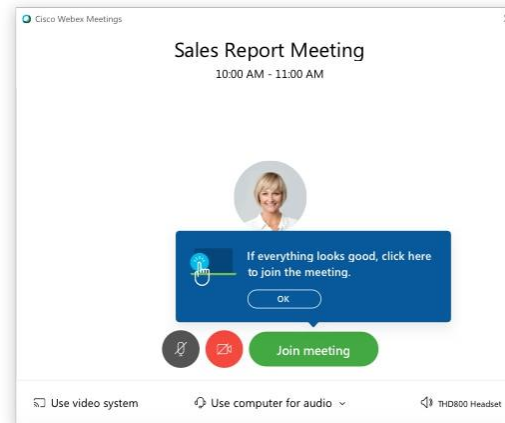 Cisco Webex Meetings
Sales Report Meeting
10:00 AM - 11:00 AM
If everything looks good, click here
to join the meeting.
OK
Join meeting
Use video system
Use computer for audio
THD800 Headset